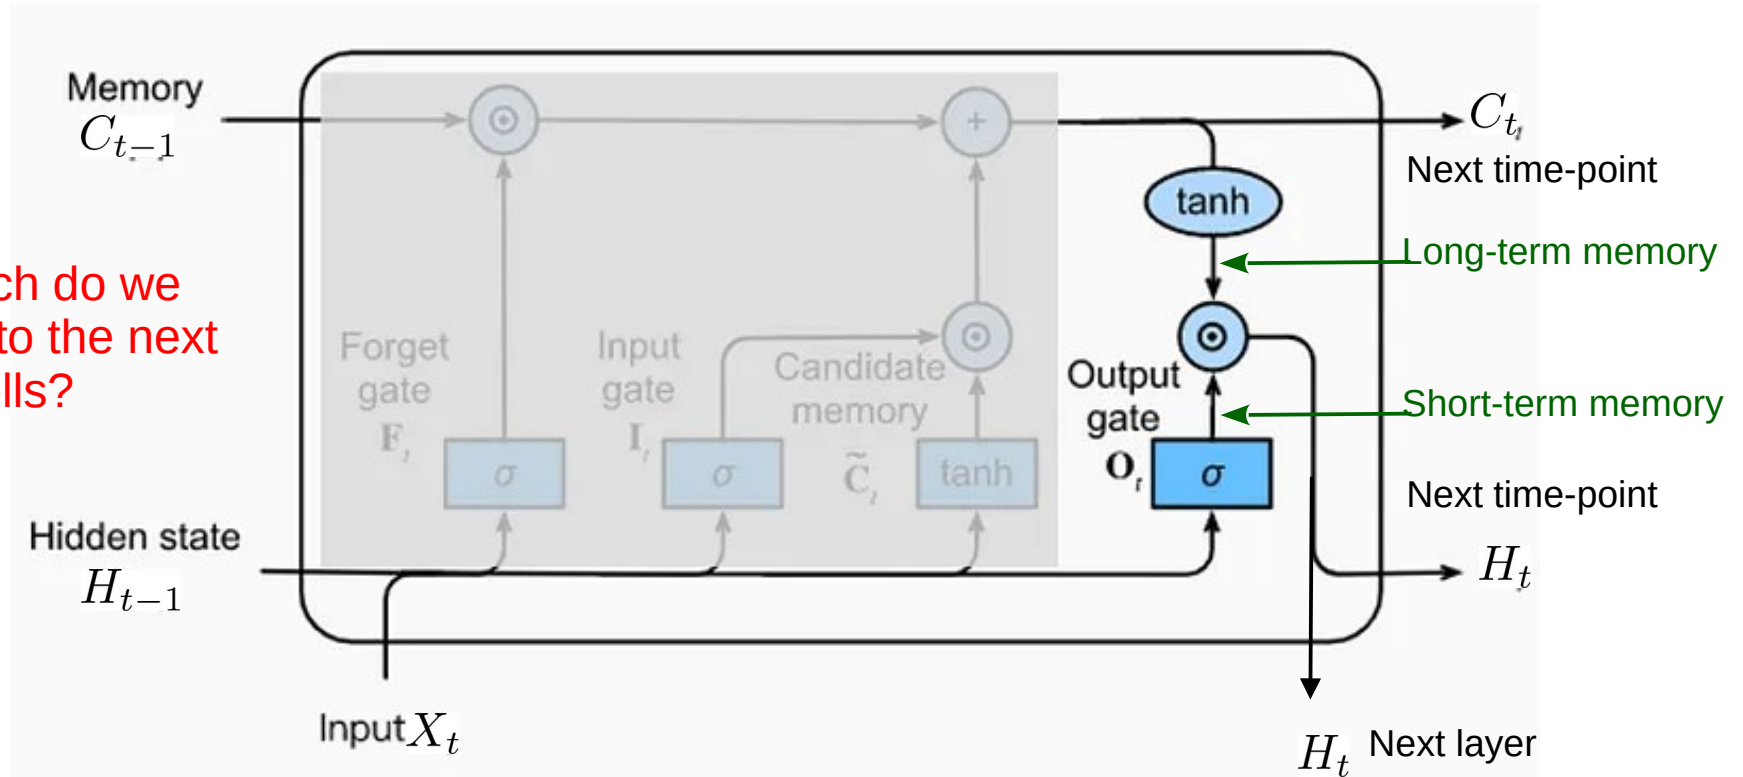 Memory
C_{t-1}
C_t
Next time-point
tanh
Long-term memory
ch do we
to the next
lls?
Forget
gate
F_t
Input
gate
I_t
Candidate
memory
C̃_t
Output
gate
O_t
Short-term memory
σ
σ
tanh
σ
Next time-point
Hidden state
H_{t-1}
H_t
Input X_t
H_t Next layer